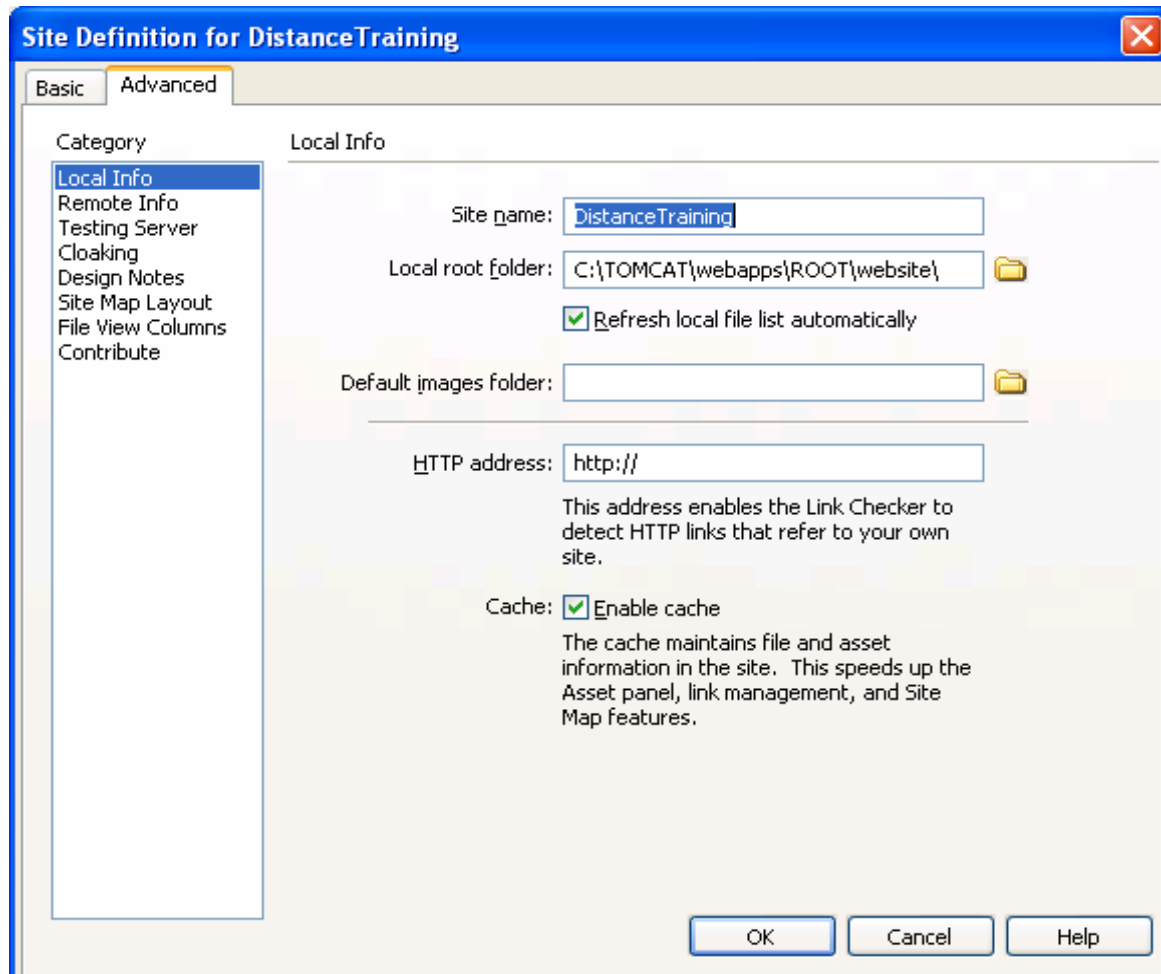 Site Definition for DistanceTraining
Basic
Advanced
Category
Local Info
Remote Info
Testing Server
Cloaking
Design Notes
Site Map Layout
File View Columns
Contribute
Local Info
Site name: DistanceTraining
Local root folder: C:\TOMCAT\webapps\ROOT\website\
Refresh local file list automatically
Default images folder:
HTTP address: http://
This address enables the Link Checker to
detect HTTP links that refer to your own
site.
Cache: Enable cache
The cache maintains file and asset
information in the site.  This speeds up the
Asset panel, link management, and Site
Map features.
OK
Cancel
Help